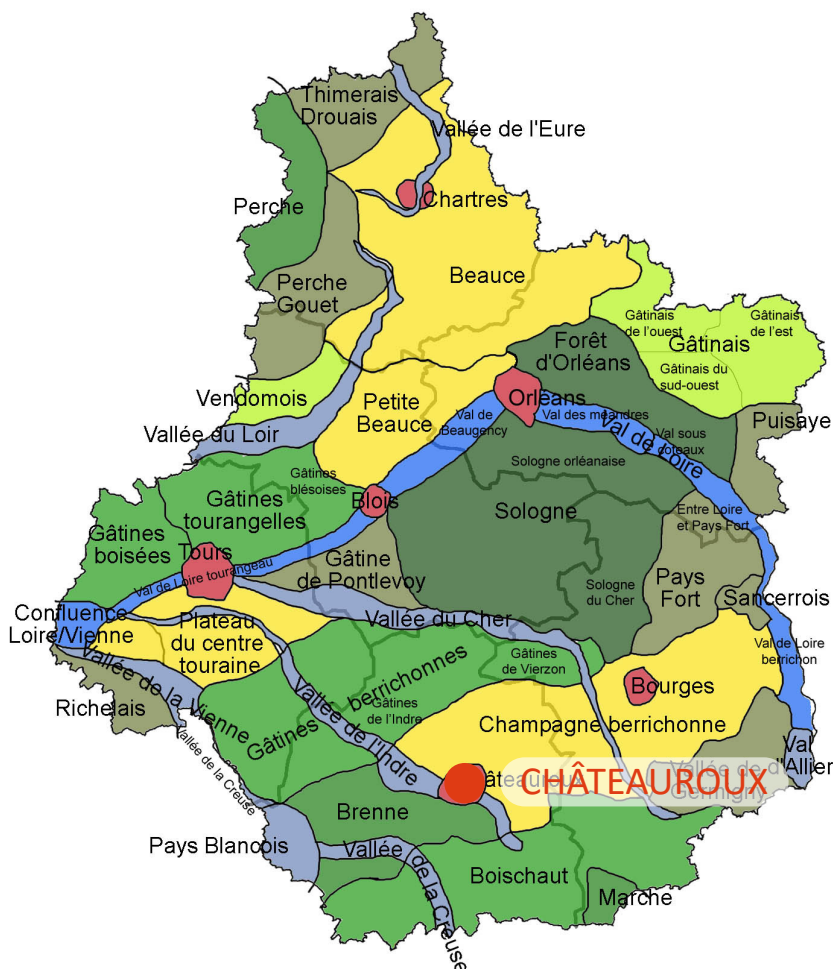 Thimerais
Drouais
Vallée de l'Eure
Chartres
Perche
Beauce
Perche
Gouet
Gâtinais
de l'ouest
Gâtinais
de l'est
Gâtinais
Gâtinais du
sud-ouest
Forêt
d'Orléans
Vendomois
Petite
Beauce
Orléans
Val de
Beaugency
Val des méandres
Val de Loire
Val sous
coteaux
Puisaye
Vallée du Loir
Sologne orléanaise
Gâtines
blésoises
Blois
Gâtines
tourangelles
Sologne
Entre Loire
et Pays Fort
Gâtines
boisées
Tours
Val de Loire tourangeau
Gâtine
de Pontlevoy
Sologne
du Cher
Pays
Fort
Sancerrois
Confluence
Loire/Vienne
Plateau
du centre
touraine
Vallée du Cher
Val de Loire
berrichon
Gâtines
de Vierzon
Vallée de la Vienne
Richelais
Gâtines berrichonnes
Gâtines
de l'Indre
Vallée de l'Indre
Bourges
Champagne berrichonne
Vallée de la Creuse
Val
d'Allier
Vallée de
Germigny
Châteauroux
CHÂTEAUROUX
Brenne
Pays Blancois
Vallée de la Creuse
Boischaut
Marche